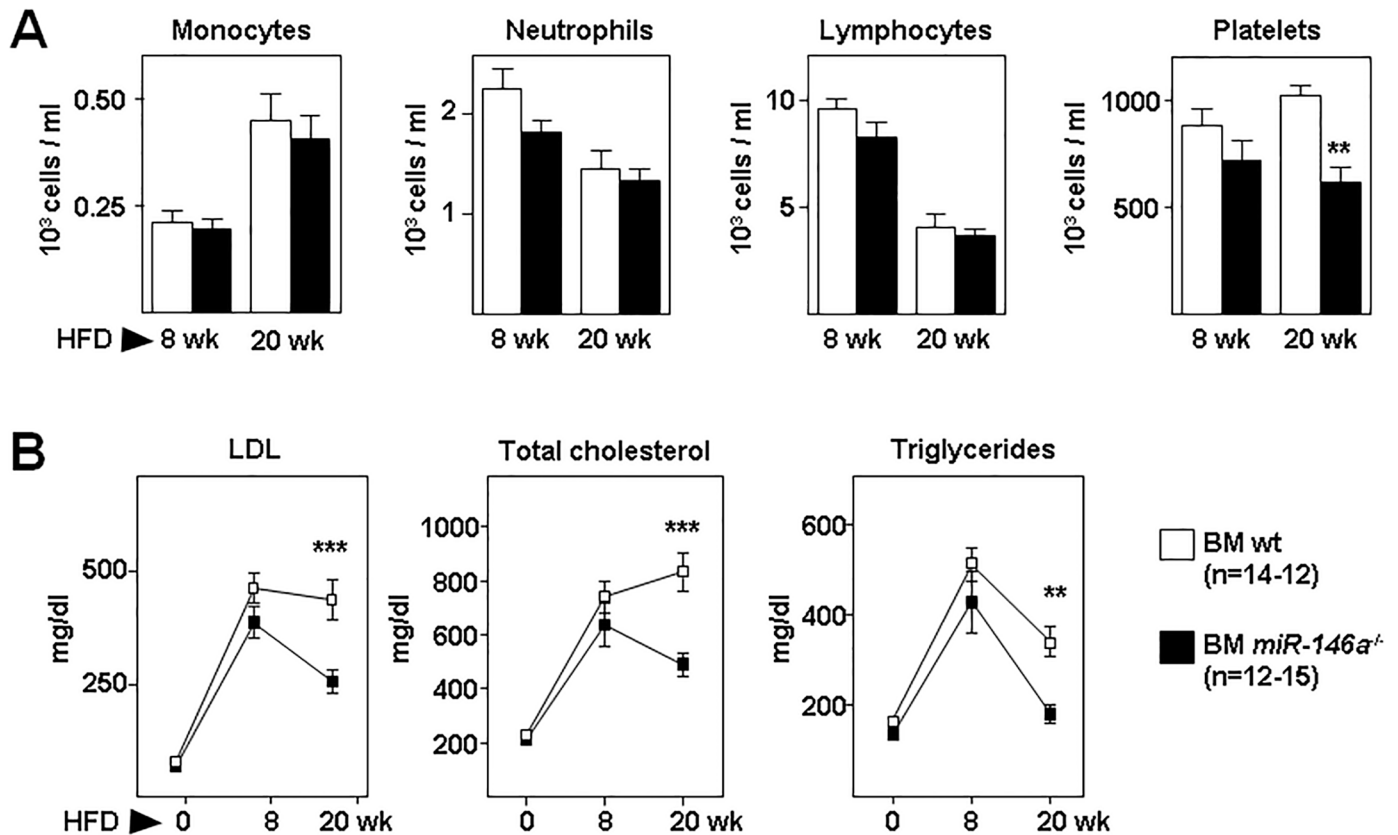 A
Monocytes
Neutrophils
Lymphocytes
Platelets
10³ cells / ml
0.50
0.25
10³ cells / ml
2
1
10³ cells / ml
10
5
10³ cells / ml
1000
500
**
HFD ► 8 wk 20 wk
8 wk 20 wk
8 wk 20 wk
8 wk 20 wk
B
LDL
Total cholesterol
Triglycerides
mg/dl
500
250
***
mg/dl
1000
800
600
400
200
***
mg/dl
600
400
200
**
BM wt
(n=14-12)
BM miR-146a-/-
(n=12-15)
HFD ► 0 8 20 wk
0 8 20 wk
0 8 20 wk